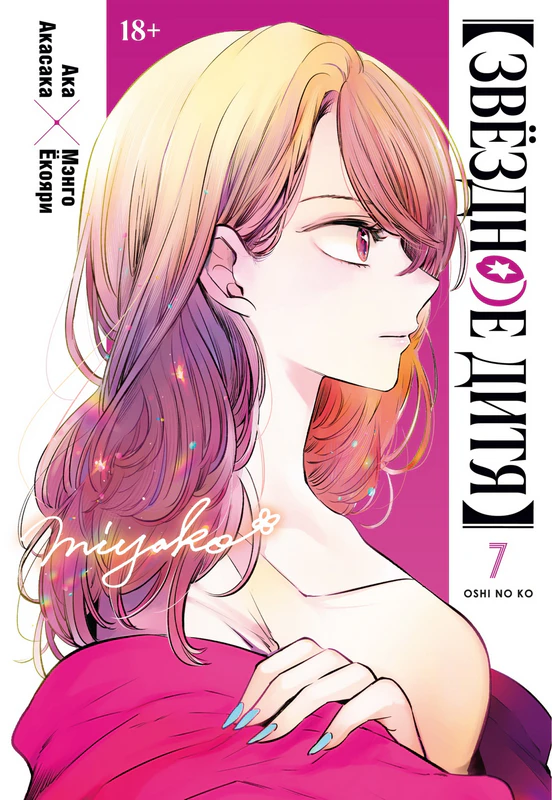 18+
Ака
Акасака
Мэнго
Ёкояри
【ЗВЁЗДНОЕ ДИТЯ】
7
OSHI NO KO
miyako